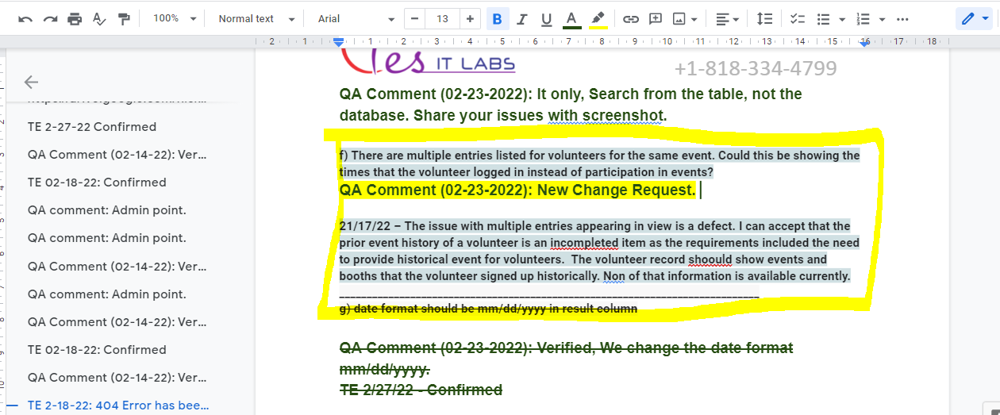 100%
Normal text
Arial
13
B I U A
2 1 1 2 3 4 5 6 7 8 9 10 11 12 13 14 15 16 17 18
TE 2-27-22 Confirmed
QA Comment (02-14-22): Ver...
TE 02-18-22: Confirmed
QA comment: Admin point.
QA comment: Admin point.
QA Comment (02-14-22): Ver...
QA comment: Admin point.
QA Comment (02-14-22): Ver...
TE 02-18-22: Confirmed
QA Comment (02-14-22): Ver...
TE 2-18-22: 404 Error has bee...
Yes IT LABS
+1-818-334-4799
QA Comment (02-23-2022): It only, Search from the table, not the
database. Share your issues with screenshot.
f) There are multiple entries listed for volunteers for the same event. Could this be showing the
times that the volunteer logged in instead of participation in events?
QA Comment (02-23-2022): New Change Request.
21/17/22 – The issue with multiple entries appearing in view is a defect. I can accept that the
prior event history of a volunteer is an incompleted item as the requirements included the need
to provide historical event for volunteers. The volunteer record shoould show events and
booths that the volunteer signed up historically. Non of that information is available currently.
g) date format should be mm/dd/yyyy in result column
QA Comment (02-23-2022): Verified, We change the date format
mm/dd/yyyy.
TE 2/27/22 - Confirmed